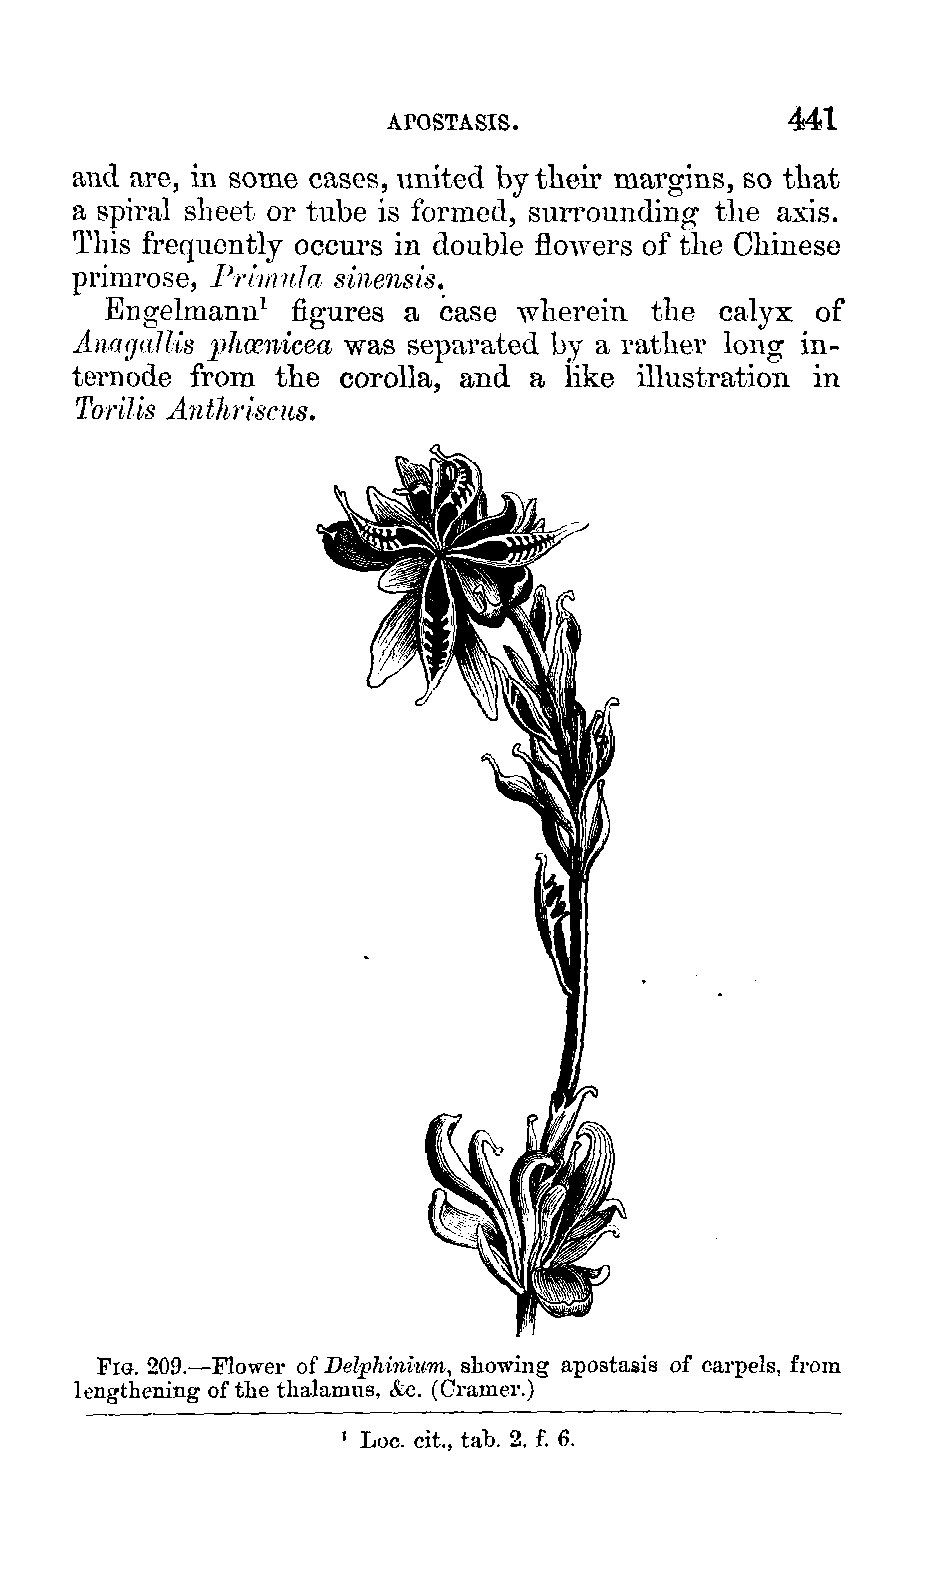 APOSTASIS. 441
and are, in some cases, united by their margins, so that
a spiral sheet or tube is formed, surrounding the axis.
This frequently occurs in double flowers of the Chinese
primrose, Primula sinensis.
Engelmann¹ figures a case wherein the calyx of
Anagallis phœnicea was separated by a rather long in-
ternode from the corolla, and a like illustration in
Torilis Anthriscus.
Fig. 209.—Flower of Delphinium, showing apostasis of carpels, from
lengthening of the thalamus, &c. (Cramer.)
¹ Loc. cit., tab. 2, f. 6.